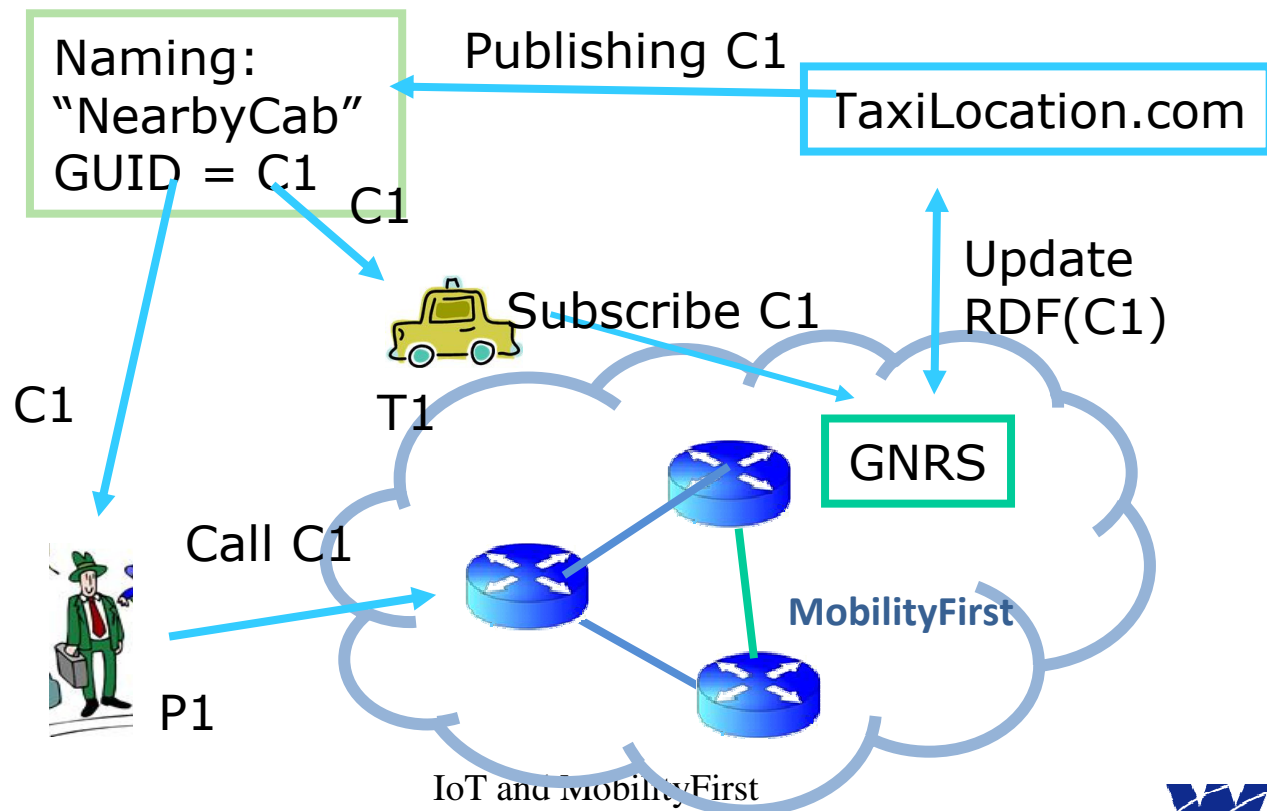 Naming:
“NearbyCab”
GUID = C1
Publishing C1
TaxiLocation.com
C1
Subscribe C1
Update
RDF(C1)
C1
T1
GNRS
Call C1
MobilityFirst
P1
IoT and MobilityFirst
W